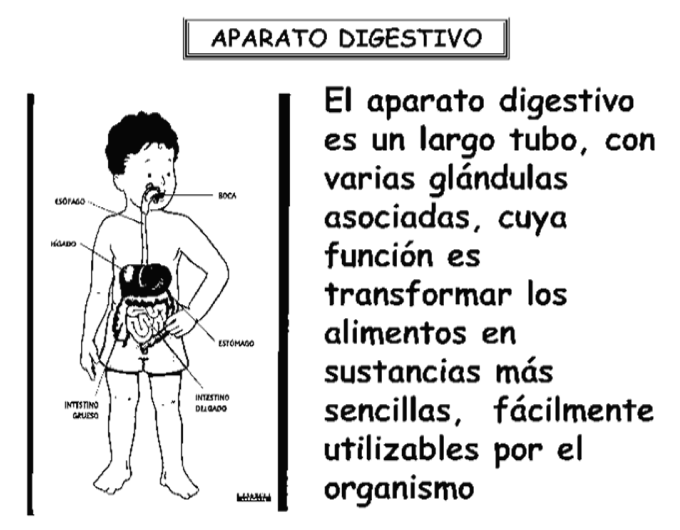 APARATO DIGESTIVO
El aparato digestivo
es un largo tubo, con
varias glándulas
asociadas, cuya
función es
transformar los
alimentos en
sustancias más
sencillas, fácilmente
utilizables por el
organismo
ESÓFAGO
BOCA
HÍGADO
ESTÓMAGO
INTESTINO
GRUESO
INTESTINO
DELGADO